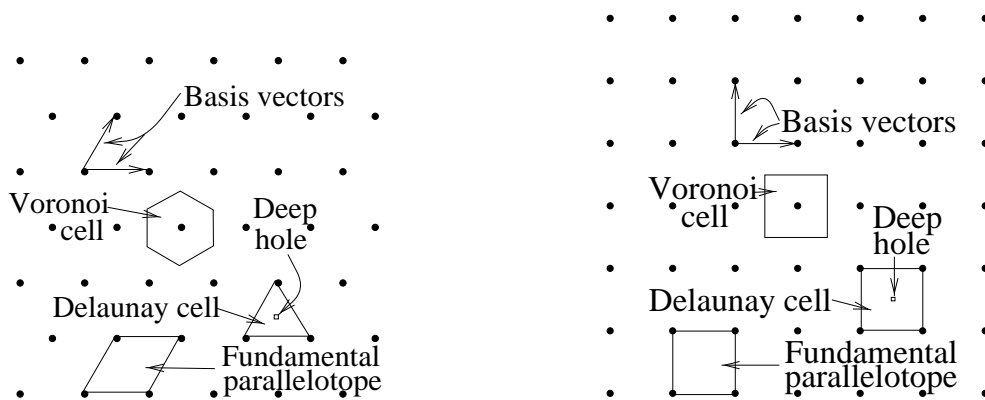 Basis vectors
Voronoi
cell
Deep
hole
Delaunay cell
Fundamental
parallelotope
Basis vectors
Voronoi
cell
Deep
hole
Delaunay cell
Fundamental
parallelotope